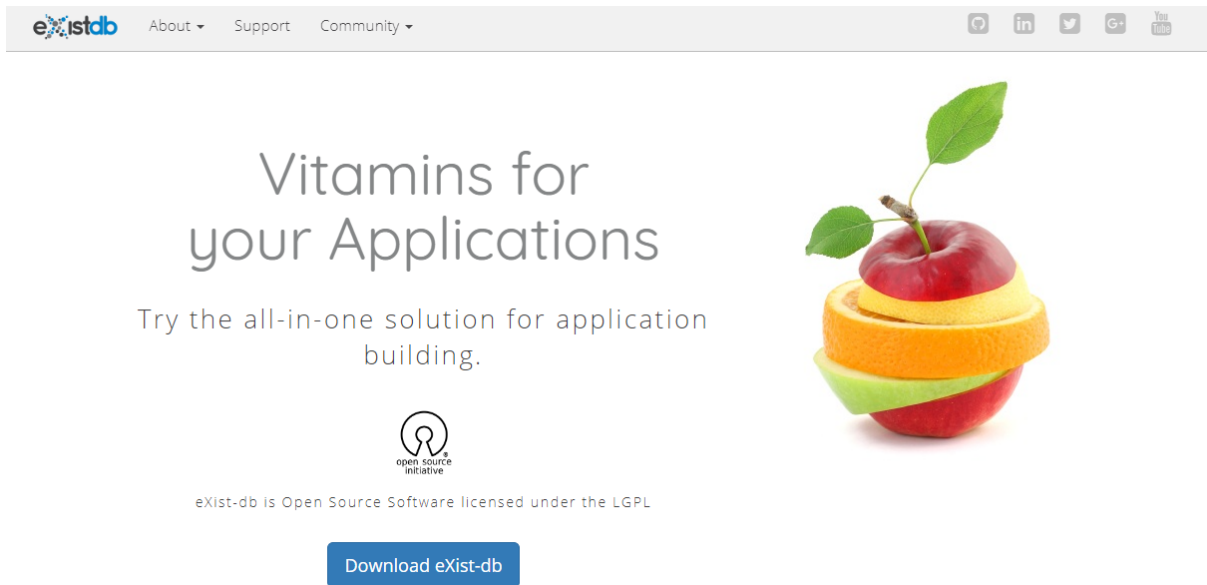 eXistdb About Support Community G+ You Tube
Vitamins for
your Applications
Try the all-in-one solution for application
building.
open source
initiative
eXist-db is Open Source Software licensed under the LGPL
Download eXist-db